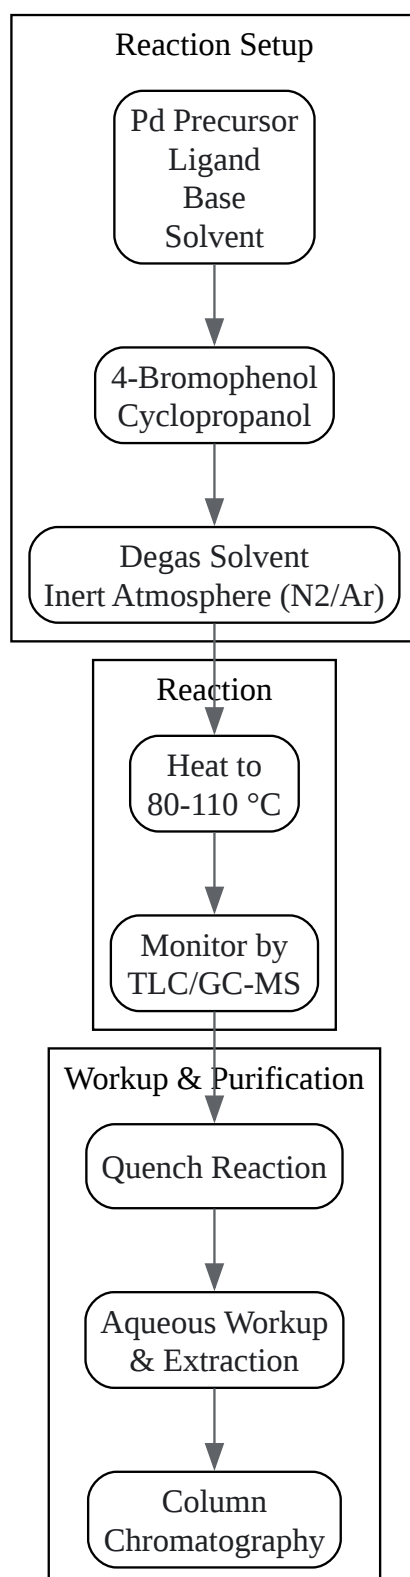 Reaction Setup
Pd Precursor
Ligand
Base
Solvent
4-Bromophenol
Cyclopropanol
Degas Solvent
Inert Atmosphere (N2/Ar)
Reaction
Heat to
80-110 °C
Monitor by
TLC/GC-MS
Workup & Purification
Quench Reaction
Aqueous Workup
& Extraction
Column
Chromatography